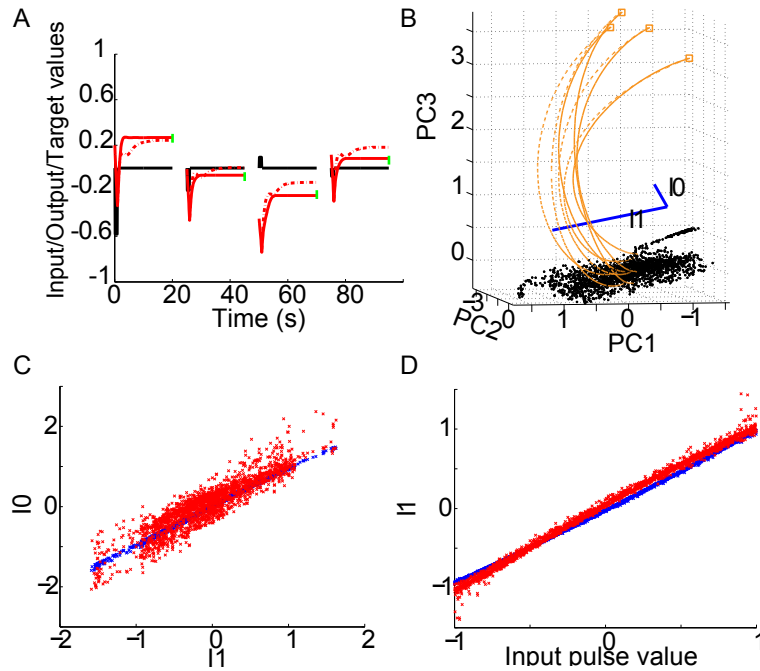 A
Input/Output/Target values
1
0.6
0.2
−0.2
−0.6
−1
0 20 40 60 80
Time (s)
B
PC3
3
2
1
0
I0
I1
−3
PC2
0 1 0 −1
PC1
C
I0
2
0
−2
−2 −1 0 1 2
I1
D
I1
1
0
−1
−1 0 1
Input pulse value